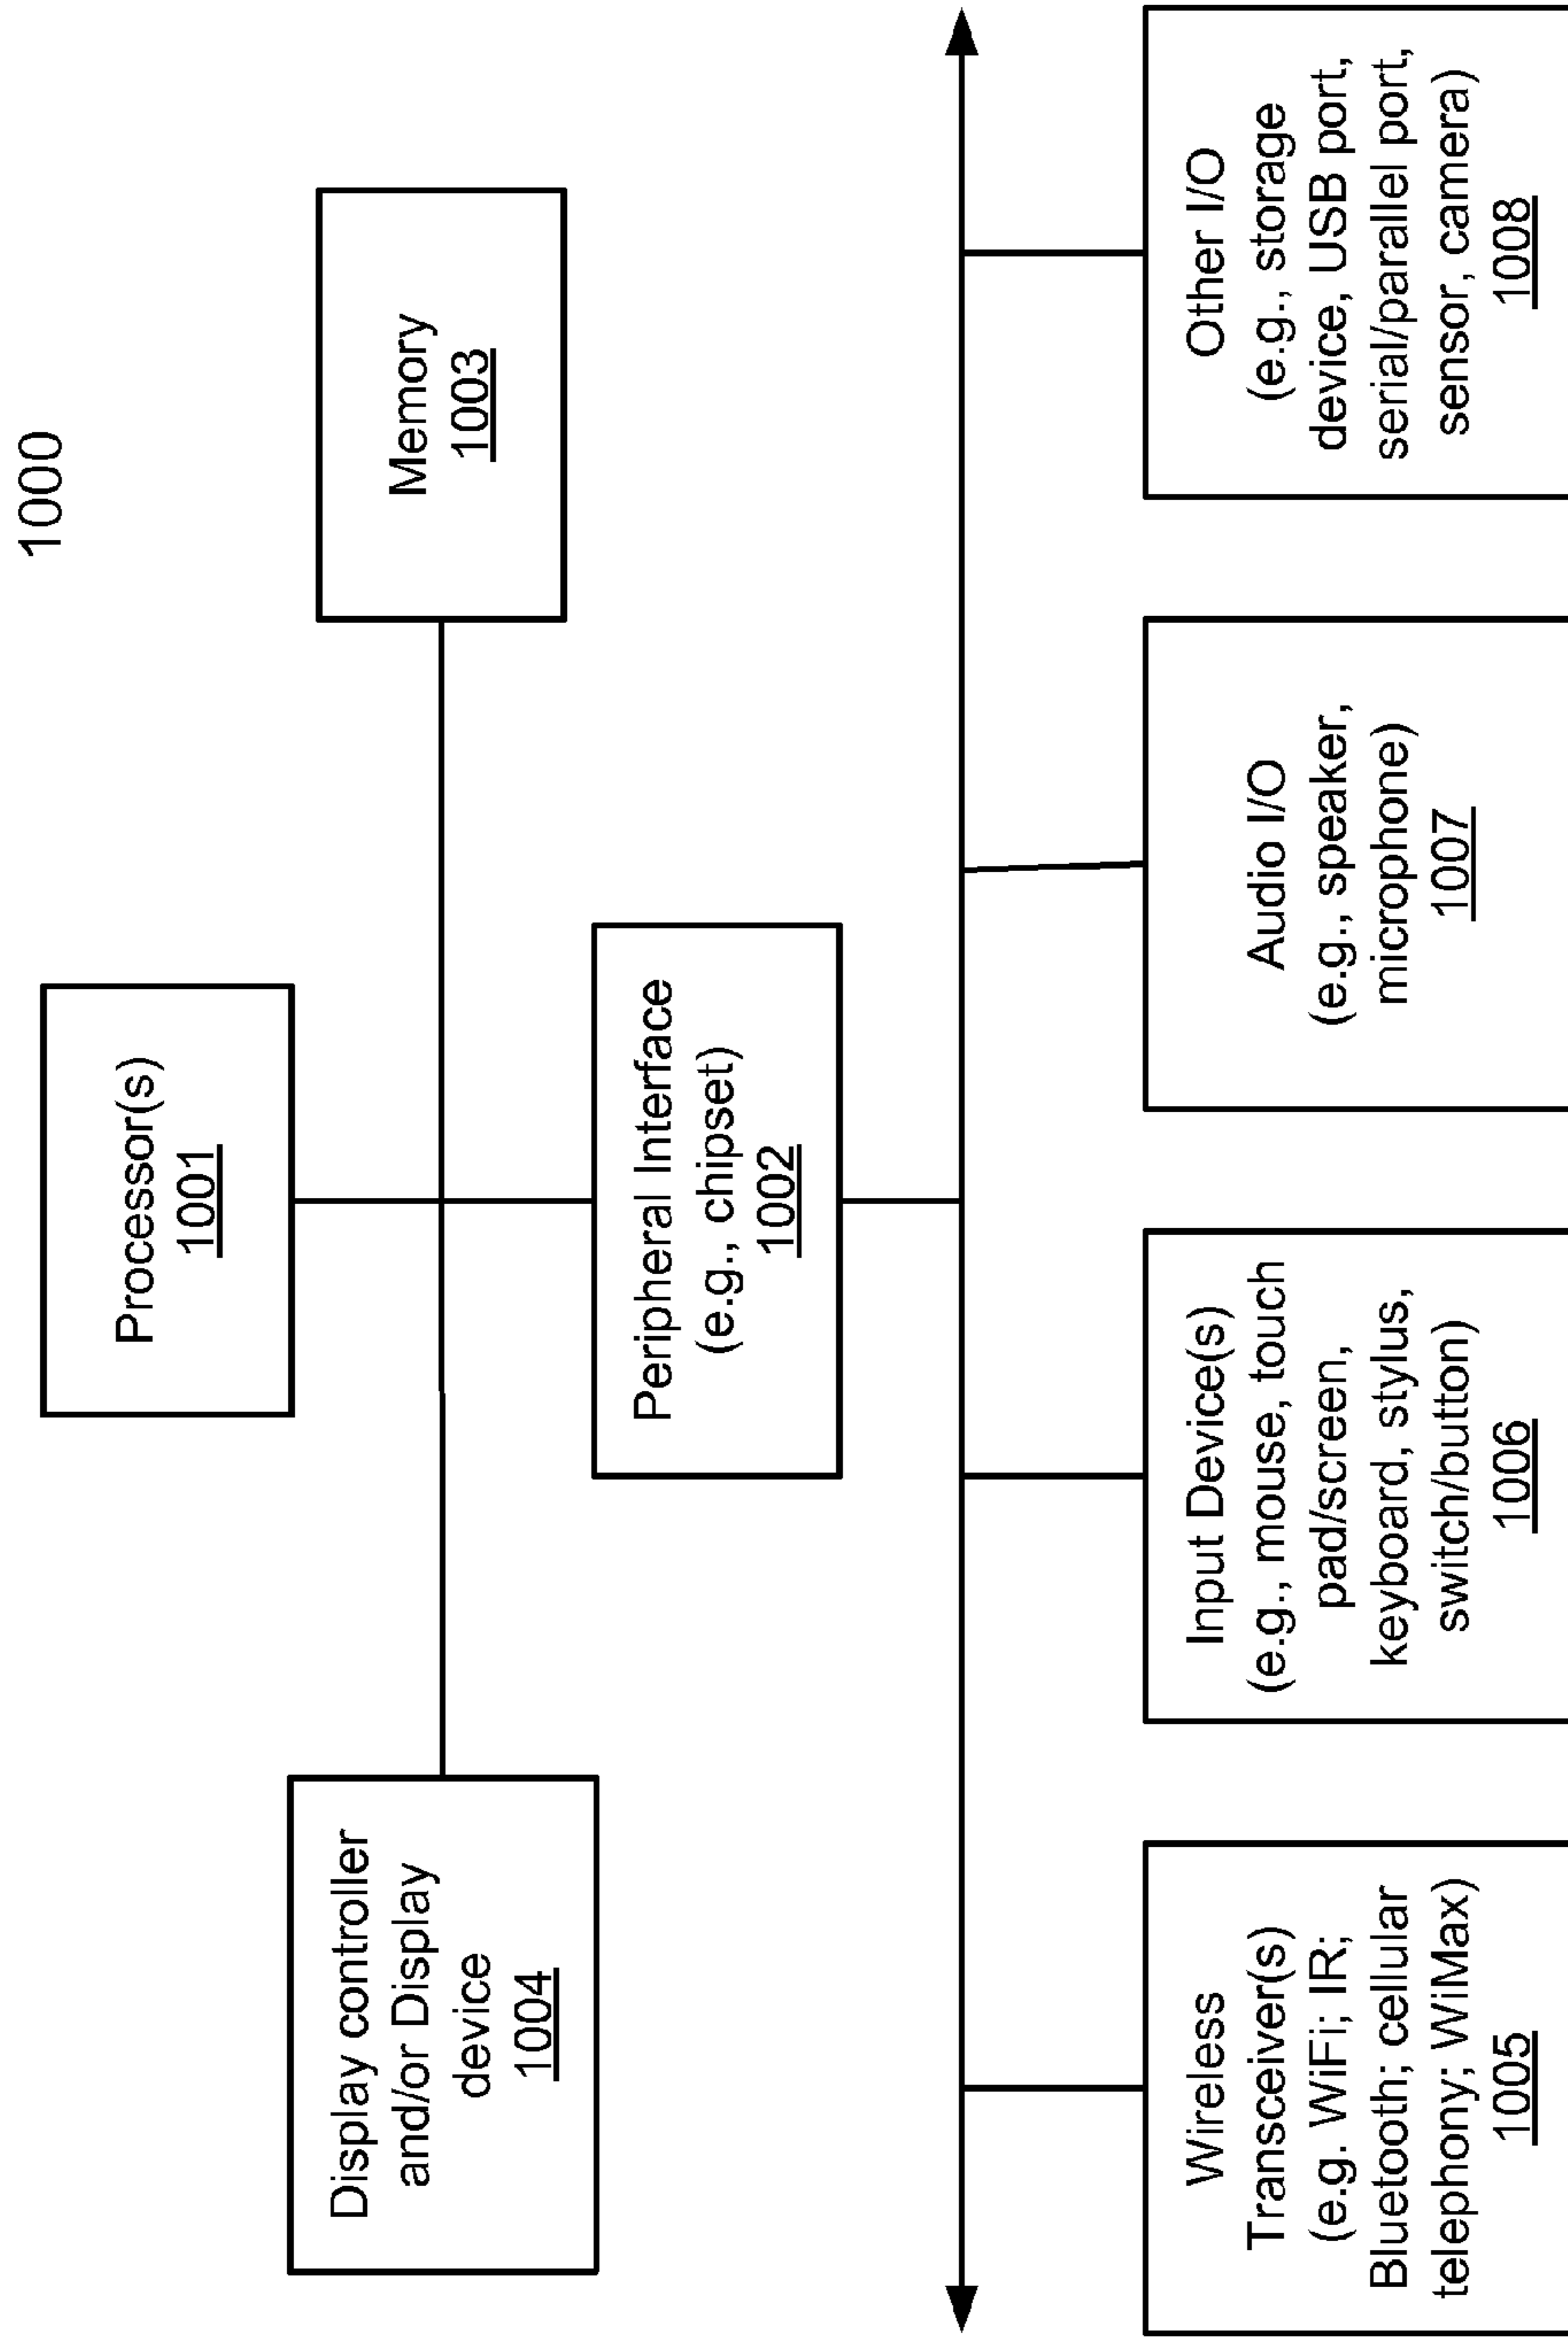 1000
Processor(s)
1001
Display controller
and/or Display
device
1004
Memory
1003
Peripheral Interface
(e.g., chipset)
1002
Wireless
Transceiver(s)
(e.g. WiFi; IR;
Bluetooth; cellular
telephony; WiMax)
1005
Input Device(s)
(e.g., mouse, touch
pad/screen,
keyboard, stylus,
switch/button)
1006
Audio I/O
(e.g., speaker,
microphone)
1007
Other I/O
(e.g., storage
device, USB port,
serial/parallel port,
sensor, camera)
1008